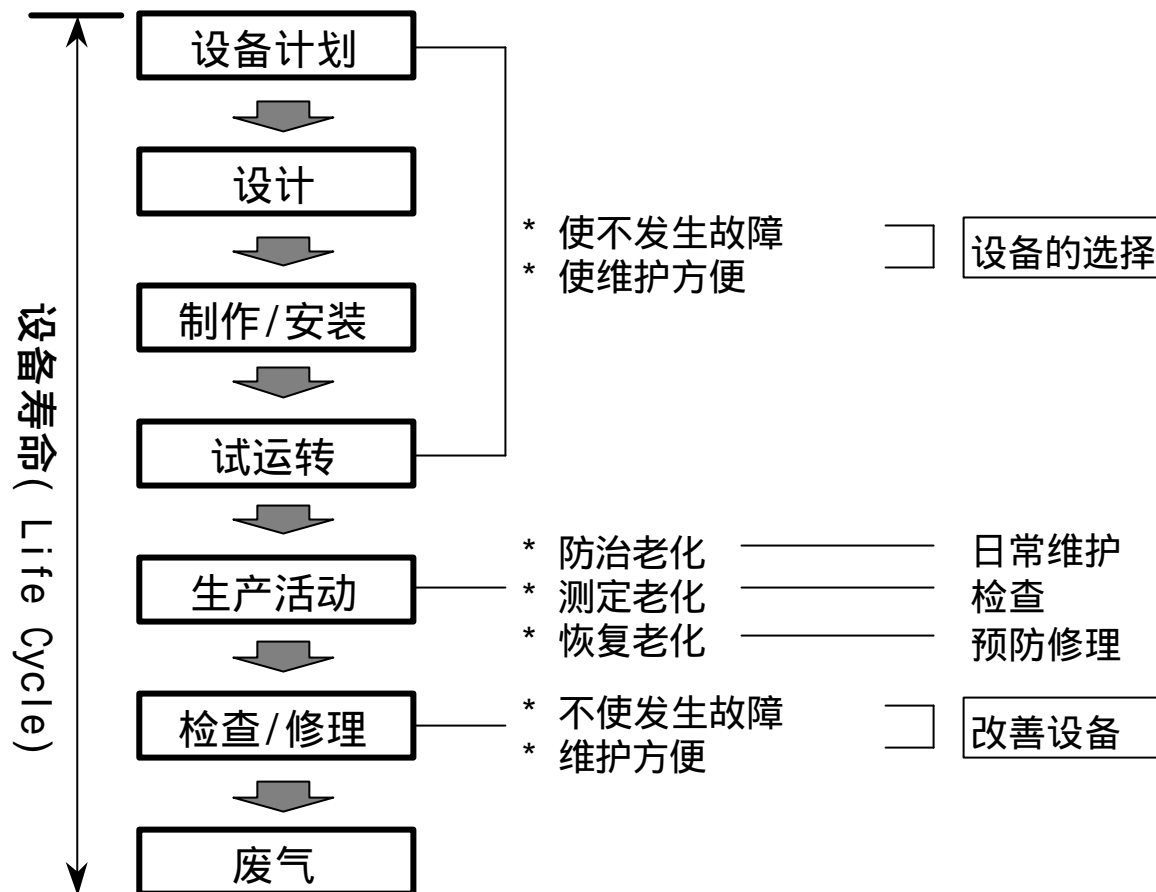 设备计划
设计
* 使不发生故障
* 使维护方便
设备的选择
制作/安装
设备寿命( Life Cycle)
试运转
生产活动
* 防治老化 日常维护
* 测定老化 检查
* 恢复老化 预防修理
检查/修理
* 不使发生故障
* 维护方便
改善设备
废气